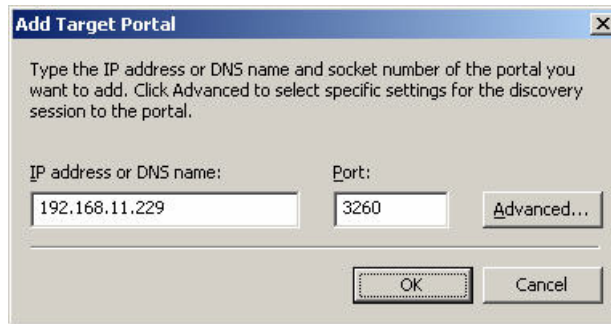 Add Target Portal
Type the IP address or DNS name and socket number of the portal you
want to add. Click Advanced to select specific settings for the discovery
session to the portal.
IP address or DNS name: Port:
192.168.11.229 3260 Advanced...
OK Cancel